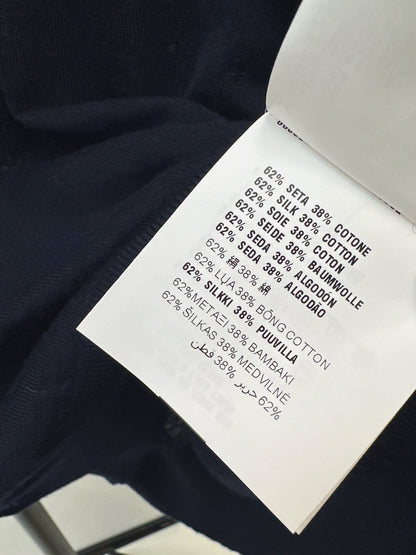 62% SETA 38% COTONE
62% SILK 38% COTTON
62% SOIE 38% COTON
62% SEIDE 38% BAUMWOLLE
62% SEDA 38% ALGODÓN
62% SEDA 38% ALGODÃO
62% 絹 38% 綿
62% LỤA 38% BÔNG COTTON
62% SILKKI 38% PUUVILLA
62%ΜΕΤΑΞΙ 38% ΒΑΜΒΑΚΙ
62% ŠILKAS 38% MEDVILNĖ
62% حرير 38% قطن